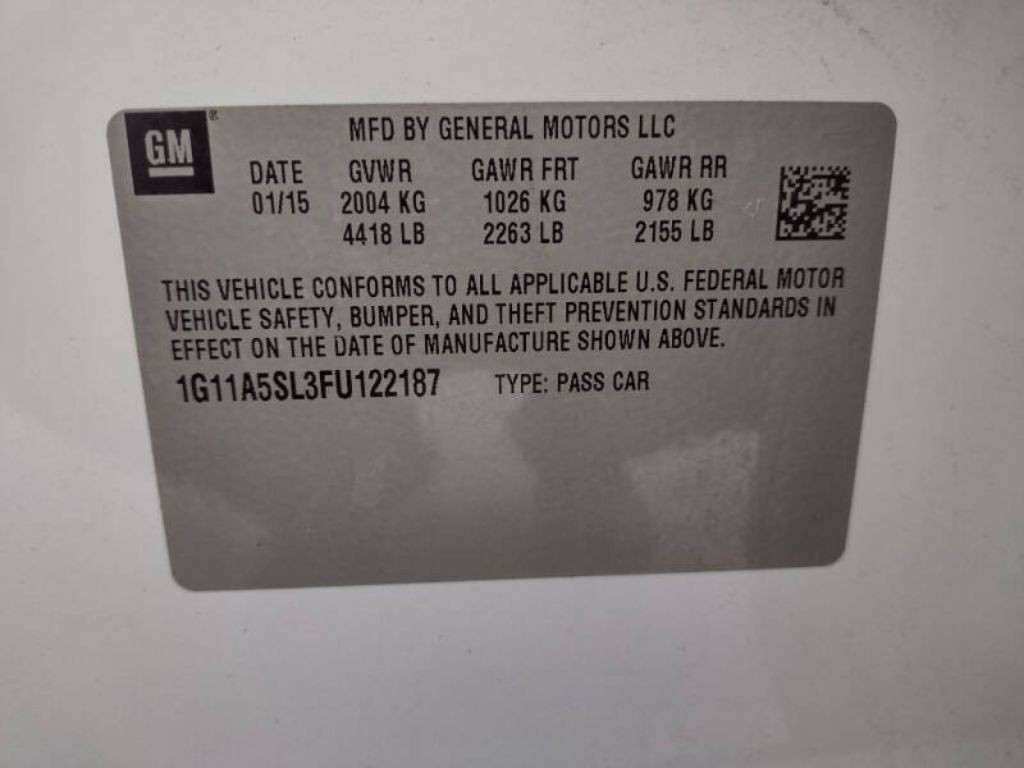 GM®
MFD BY GENERAL MOTORS LLC
DATE GVWR GAWR FRT GAWR RR
01/15 2004 KG 1026 KG 978 KG
4418 LB 2263 LB 2155 LB
THIS VEHICLE CONFORMS TO ALL APPLICABLE U.S. FEDERAL MOTOR
VEHICLE SAFETY, BUMPER, AND THEFT PREVENTION STANDARDS IN
EFFECT ON THE DATE OF MANUFACTURE SHOWN ABOVE.
1G11A5SL3FU122187 TYPE: PASS CAR